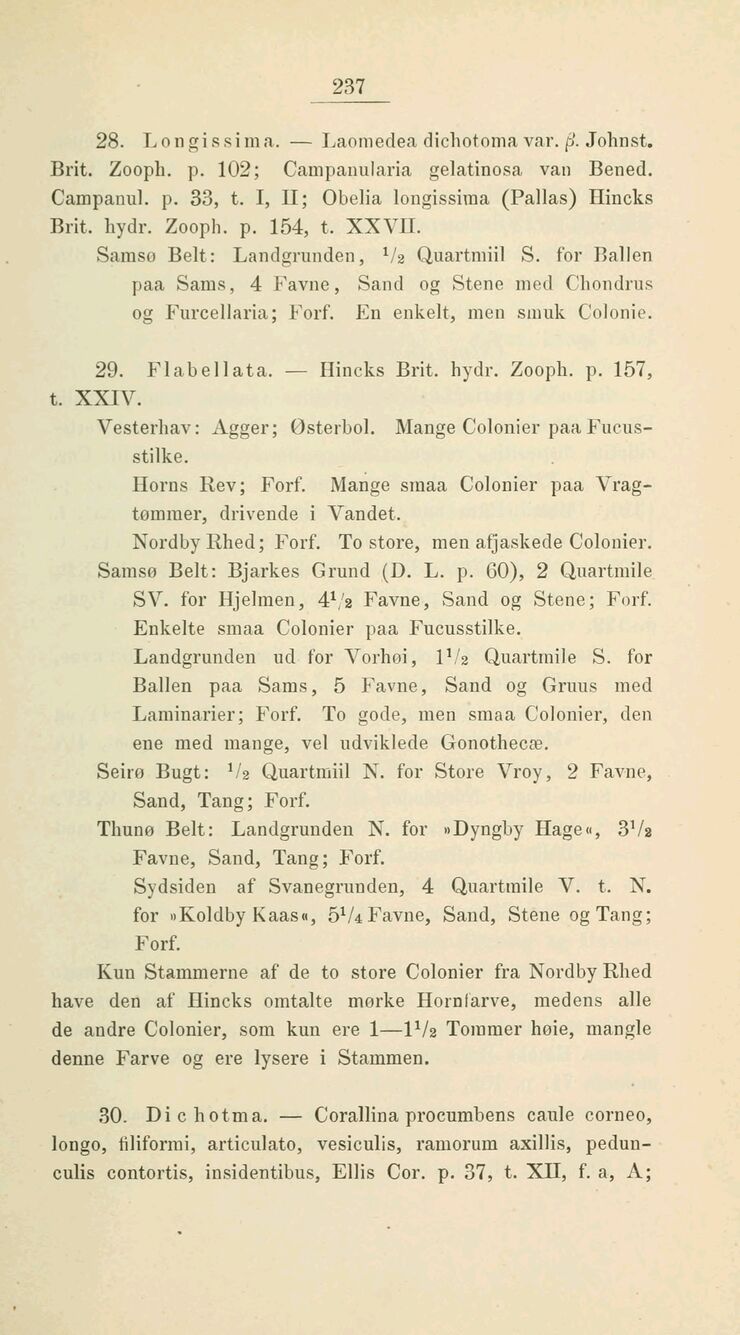 237
28. Longissima. — Laomedea dichotoma var. β. Johnst.
Brit. Zooph. p. 102; Campanularia gelatinosa van Bened.
Campanul. p. 33, t. I, II; Obelia longissima (Pallas) Hincks
Brit. hydr. Zooph. p. 154, t. XXVII.
Samsø Belt: Landgrunden, 1/2 Quartmiil S. for Ballen
paa Sams, 4 Favne, Sand og Stene med Chondrus
og Furcellaria; Forf. En enkelt, men smuk Colonie.
29. Flabellata. — Hincks Brit. hydr. Zooph. p. 157,
t. XXIV.
Vesterhav: Agger; Østerbol. Mange Colonier paa Fucus-
stilke.
Horns Rev; Forf. Mange smaa Colonier paa Vrag-
tømmer, drivende i Vandet.
Nordby Rhed; Forf. To store, men afjaskede Colonier.
Samsø Belt: Bjarkes Grund (D. L. p. 60), 2 Quartmile
SV. for Hjelmen, 4 1/2 Favne, Sand og Stene; Forf.
Enkelte smaa Colonier paa Fucusstilke.
Landgrunden ud for Vorhøi, 1 1/2 Quartmile S. for
Ballen paa Sams, 5 Favne, Sand og Gruus med
Laminarier; Forf. To gode, men smaa Colonier, den
ene med mange, vel udviklede Gonothecæ.
Seirø Bugt: 1/2 Quartmiil N. for Store Vroy, 2 Favne,
Sand, Tang; Forf.
Thunø Belt: Landgrunden N. for »Dyngby Hage«, 3 1/2
Favne, Sand, Tang; Forf.
Sydsiden af Svanegrunden, 4 Quartmile V. t. N.
for »Koldby Kaas«, 5 1/4 Favne, Sand, Stene og Tang;
Forf.
Kun Stammerne af de to store Colonier fra Nordby Rhed
have den af Hincks omtalte mørke Hornfarve, medens alle
de andre Colonier, som kun ere 1—1 1/2 Tommer høie, mangle
denne Farve og ere lysere i Stammen.
30. Dichotma. — Corallina procumbens caule corneo,
longo, filiformi, articulato, vesiculis, ramorum axillis, pedun-
culis contortis, insidentibus, Ellis Cor. p. 37, t. XII, f. a, A;